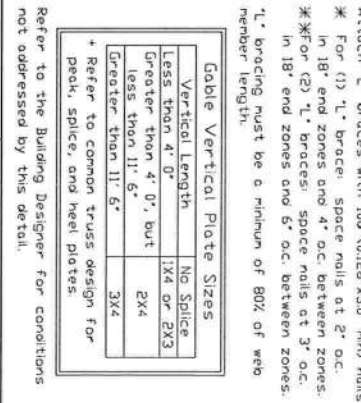 ✱ For (1) "L" brace: space nails at 2" o.c.
in 18" end zones and 4" o.c. between zones.
✱✱For (2) "L" braces: space nails at 3" o.c.
in 18" end zones and 6" o.c. between zones.
"L" bracing must be a minimum of 80% of web
member length.
Gable Vertical Plate Sizes
Vertical Length No Splice
Less than 4' 0" 1X4 or 2X3
Greater than 4' 0", but
less than 11' 6" 2X4
Greater than 11' 6" 3X4
+ Refer to common truss design for
peak, splice, and heel plates.
Refer to the Building Designer for conditions
not addressed by this detail.